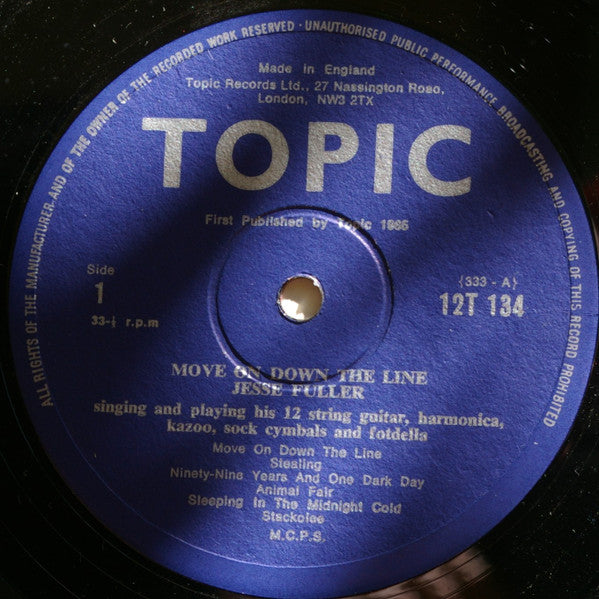 ALL RIGHTS OF THE MANUFACTURER AND OF THE OWNER OF THE RECORDED WORK RESERVED · UNAUTHORISED PUBLIC PERFORMANCE, BROADCASTING AND COPYING OF THIS RECORD PROHIBITED
Made in England
Topic Records Ltd., 27 Nassington Roao,
London, NW3 2TX
TOPIC
First Published by Topic 1965
Side
1
33-⅓ r.p.m
(333 - A)
12T 134
MOVE ON DOWN THE LINE
JESSE FULLER
singing and playing his 12 string guitar, harmonica,
kazoo, sock cymbals and fotdella
Move On Down The Line
Stealing
Ninety-Nine Years And One Dark Day
Animal Fair
Sleeping In The Midnight Cold
Stackolee
M.C.P.S.